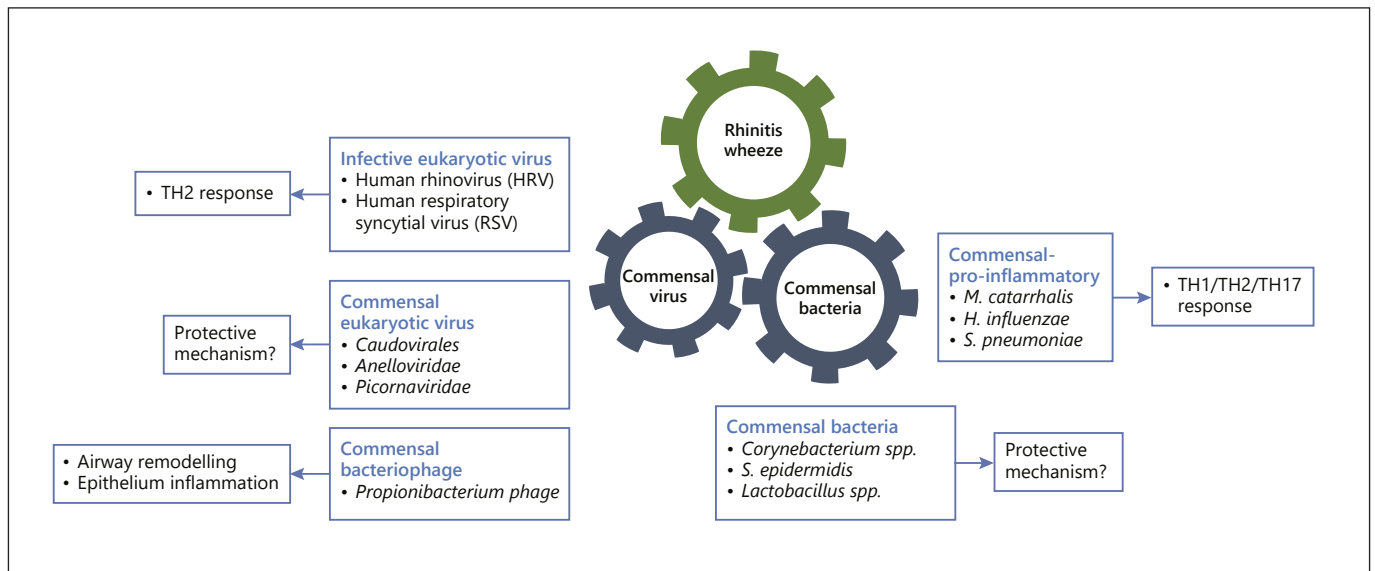 Rhinitis
wheeze
Commensal
virus
Commensal
bacteria
Infective eukaryotic virus
• Human rhinovirus (HRV)
• Human respiratory
syncytial virus (RSV)
• TH2 response
Commensal
eukaryotic virus
• Caudovirales
• Anelloviridae
• Picornaviridae
Protective
mechanism?
Commensal
bacteriophage
• Propionibacterium phage
• Airway remodelling
• Epithelium inflammation
Commensal-
pro-inflammatory
• M. catarrhalis
• H. influenzae
• S. pneumoniae
• TH1/TH2/TH17
response
Commensal bacteria
• Corynebacterium spp.
• S. epidermidis
• Lactobacillus spp.
Protective
mechanism?